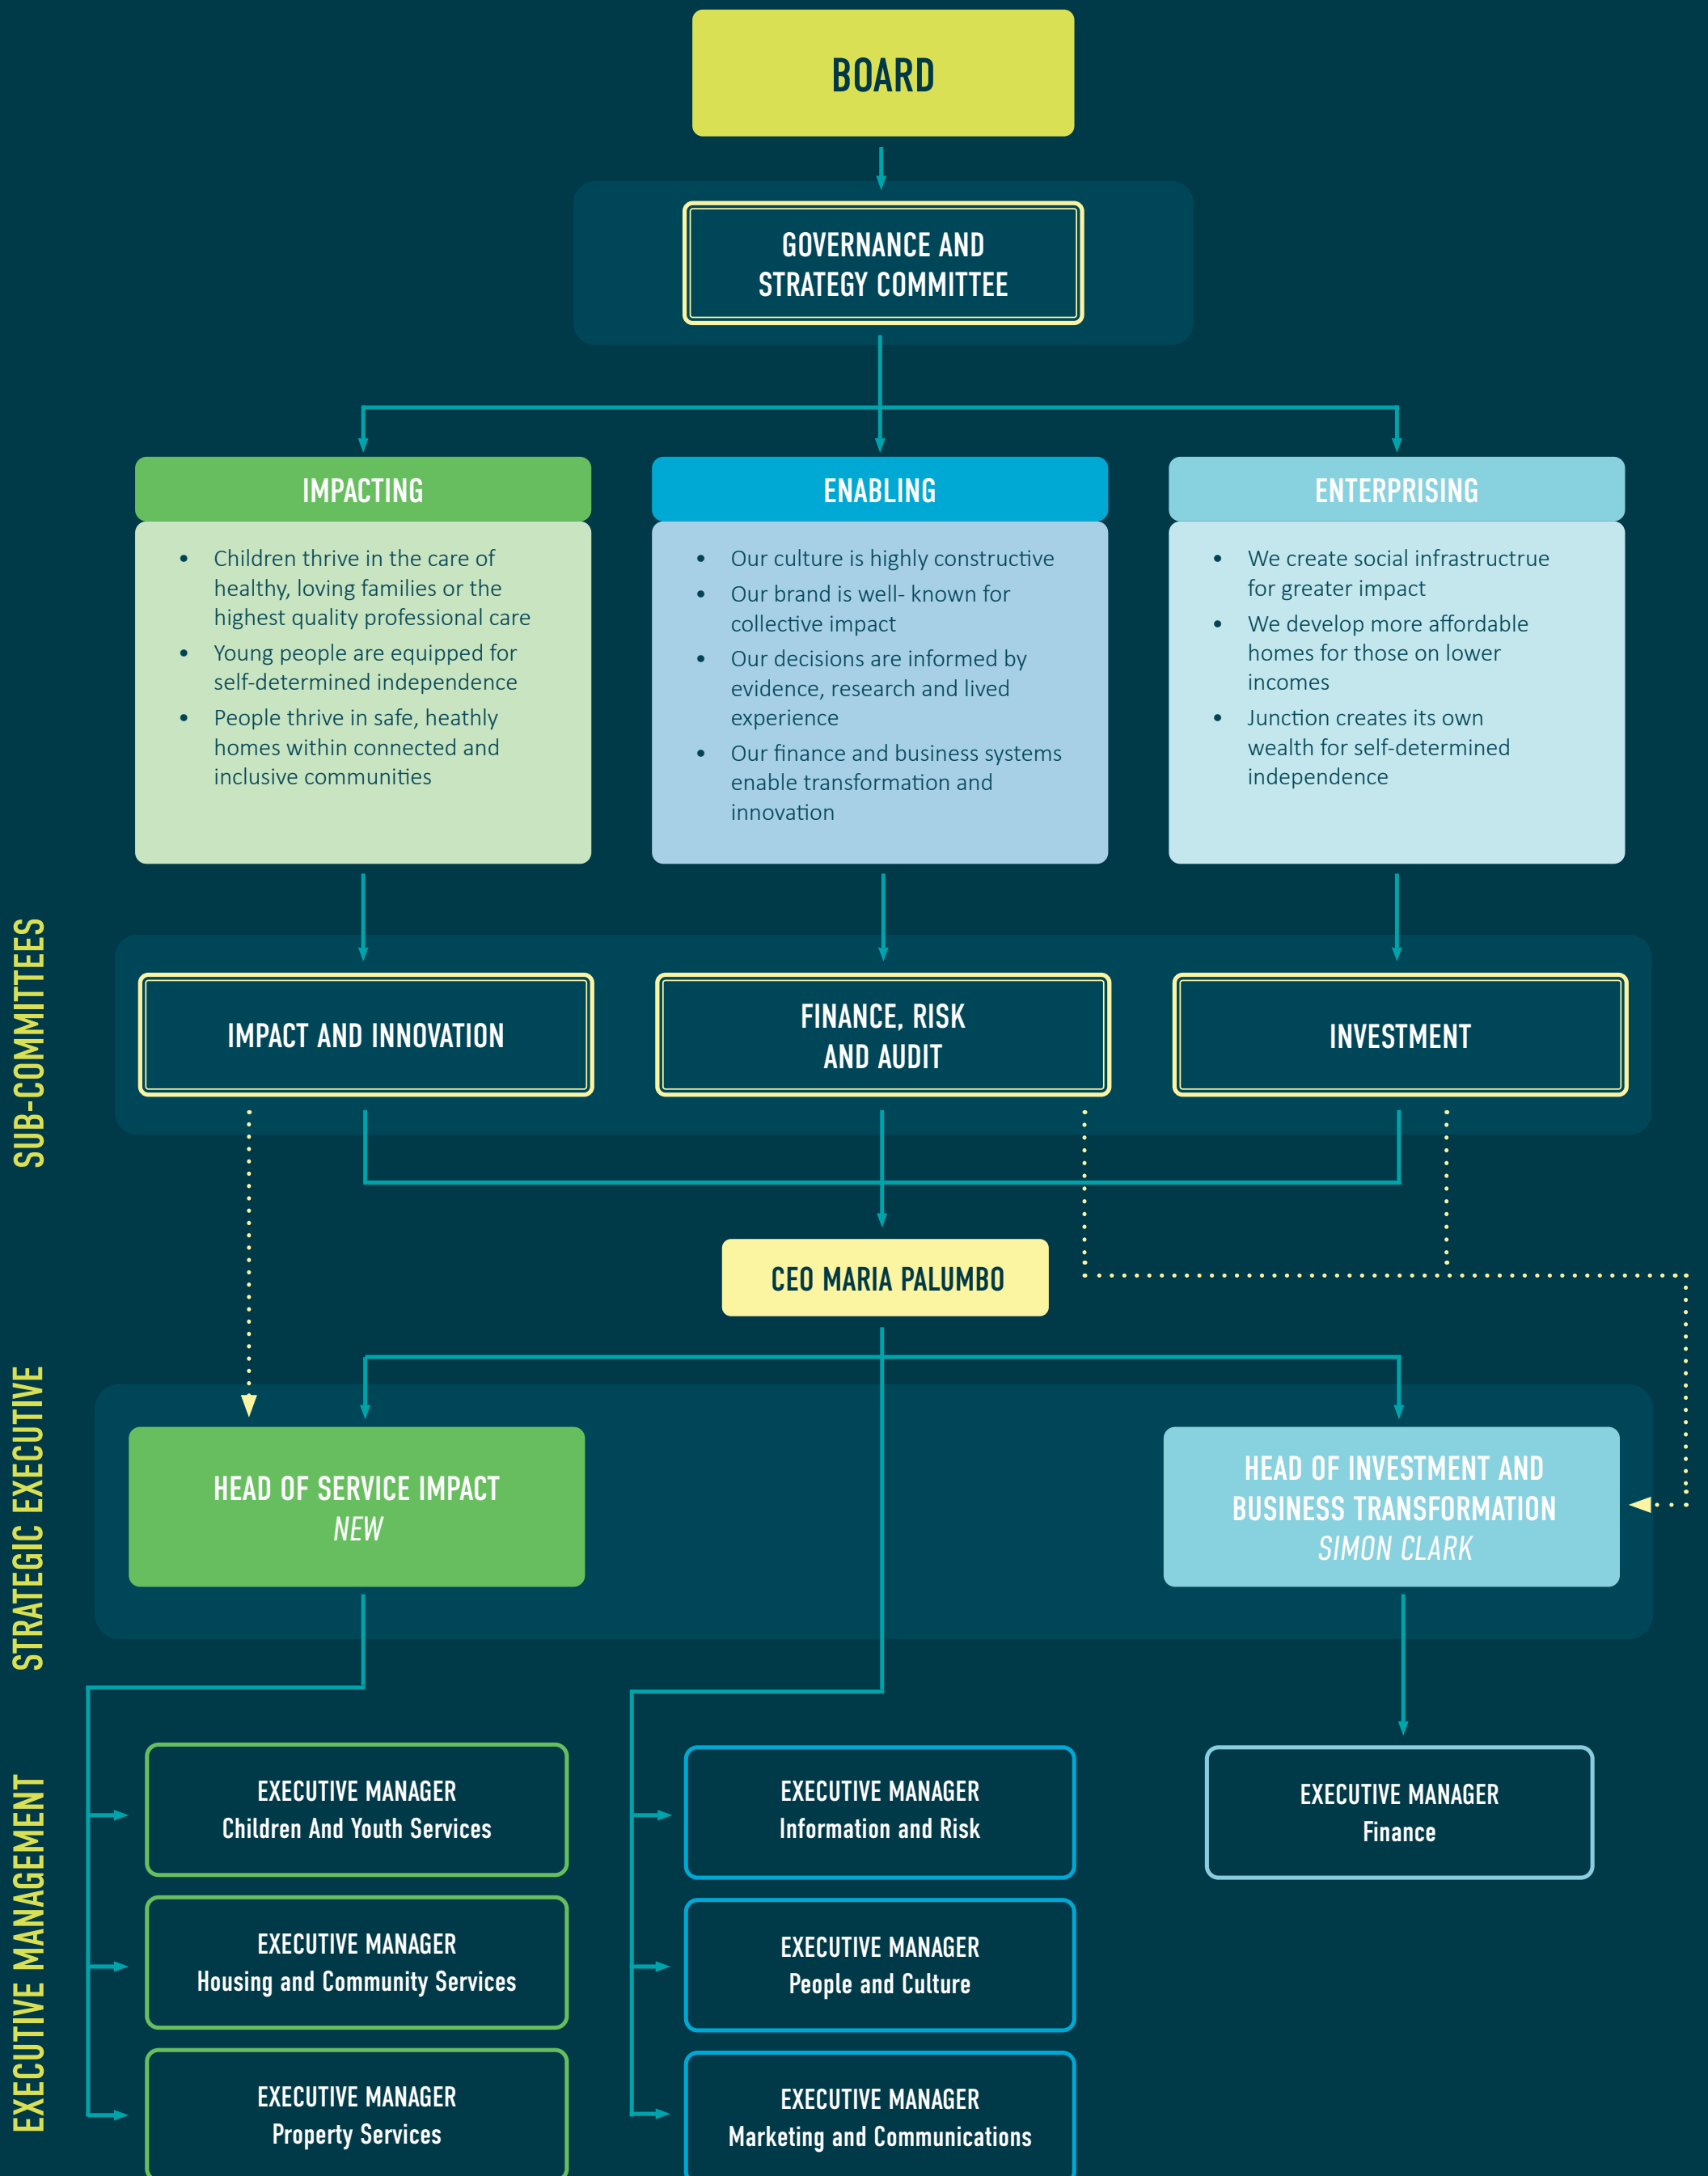 BOARD
GOVERNANCE AND
STRATEGY COMMITTEE
IMPACTING
• Children thrive in the care of
healthy, loving families or the
highest quality professional care
• Young people are equipped for
self-determined independence
• People thrive in safe, heathly
homes within connected and
inclusive communities
ENABLING
• Our culture is highly constructive
• Our brand is well- known for
collective impact
• Our decisions are informed by
evidence, research and lived
experience
• Our finance and business systems
enable transformation and
innovation
ENTERPRISING
• We create social infrastructrue
for greater impact
• We develop more affordable
homes for those on lower
incomes
• Junction creates its own
wealth for self-determined
independence
SUB-COMMITTEES
IMPACT AND INNOVATION
FINANCE, RISK
AND AUDIT
INVESTMENT
CEO MARIA PALUMBO
STRATEGIC EXECUTIVE
HEAD OF SERVICE IMPACT
NEW
HEAD OF INVESTMENT AND
BUSINESS TRANSFORMATION
SIMON CLARK
EXECUTIVE MANAGEMENT
EXECUTIVE MANAGER
Children And Youth Services
EXECUTIVE MANAGER
Housing and Community Services
EXECUTIVE MANAGER
Property Services
EXECUTIVE MANAGER
Information and Risk
EXECUTIVE MANAGER
People and Culture
EXECUTIVE MANAGER
Marketing and Communications
EXECUTIVE MANAGER
Finance